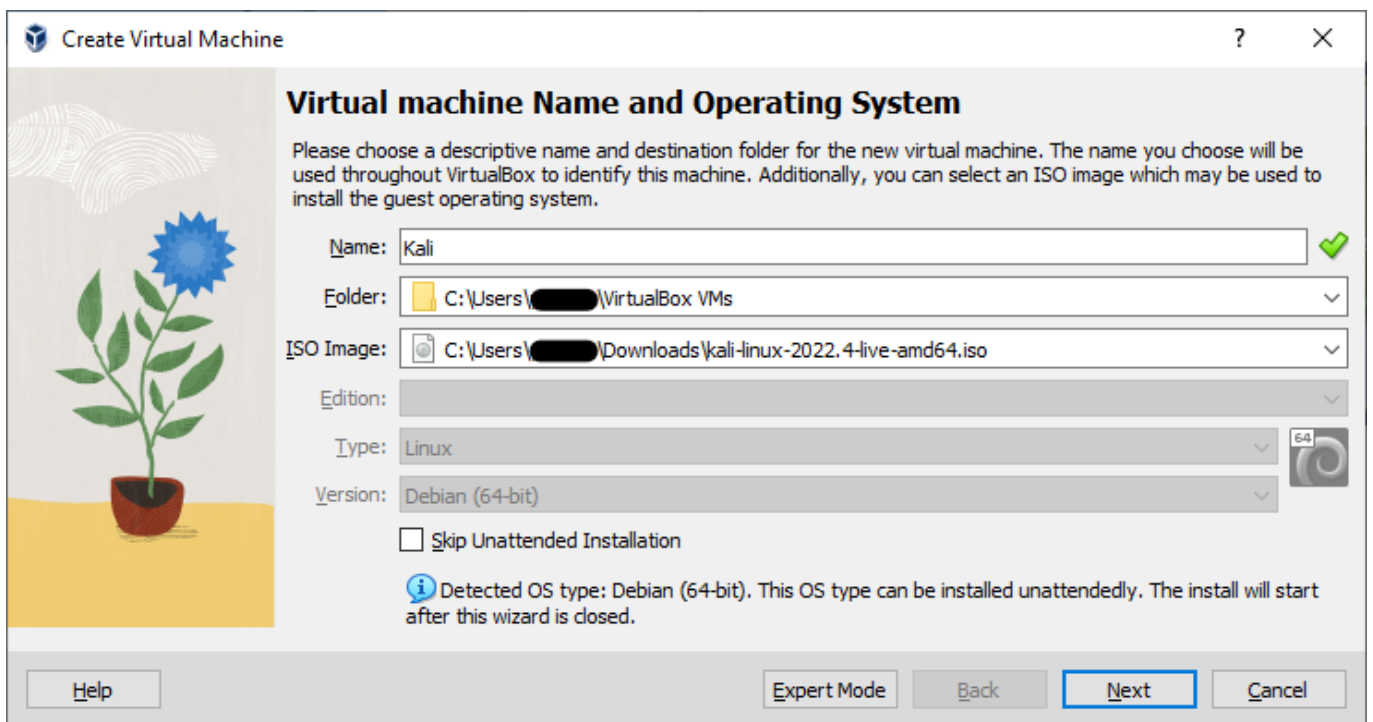 Create Virtual Machine
?
Virtual machine Name and Operating System
Please choose a descriptive name and destination folder for the new virtual machine. The name you choose will be
used throughout VirtualBox to identify this machine. Additionally, you can select an ISO image which may be used to
install the guest operating system.
Name: Kali
Folder: C:\Users\ \VirtualBox VMs
ISO Image: C:\Users\ \Downloads\kali-linux-2022.4-live-amd64.iso
Edition:
Type: Linux
64
Version: Debian (64-bit)
Skip Unattended Installation
Detected OS type: Debian (64-bit). This OS type can be installed unattendedly. The install will start
after this wizard is closed.
Help Expert Mode Back Next Cancel